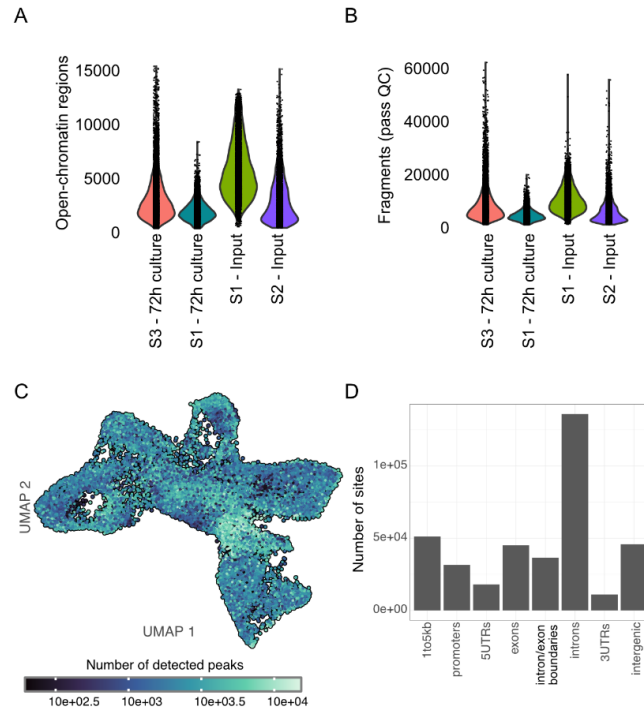 A
Open-chromatin regions
15000
10000
5000
0
S3 - 72h culture
S1 - 72h culture
S1 - Input
S2 - Input
B
Fragments (pass QC)
60000
40000
20000
0
S3 - 72h culture
S1 - 72h culture
S1 - Input
S2 - Input
C
UMAP 2
UMAP 1
Number of detected peaks
10e+02.5
10e+03
10e+03.5
10e+04
D
Number of sites
1e+05
5e+04
0e+00
1to5kb
promoters
5UTRs
exons
intron/exon
boundaries
introns
3UTRs
intergenic